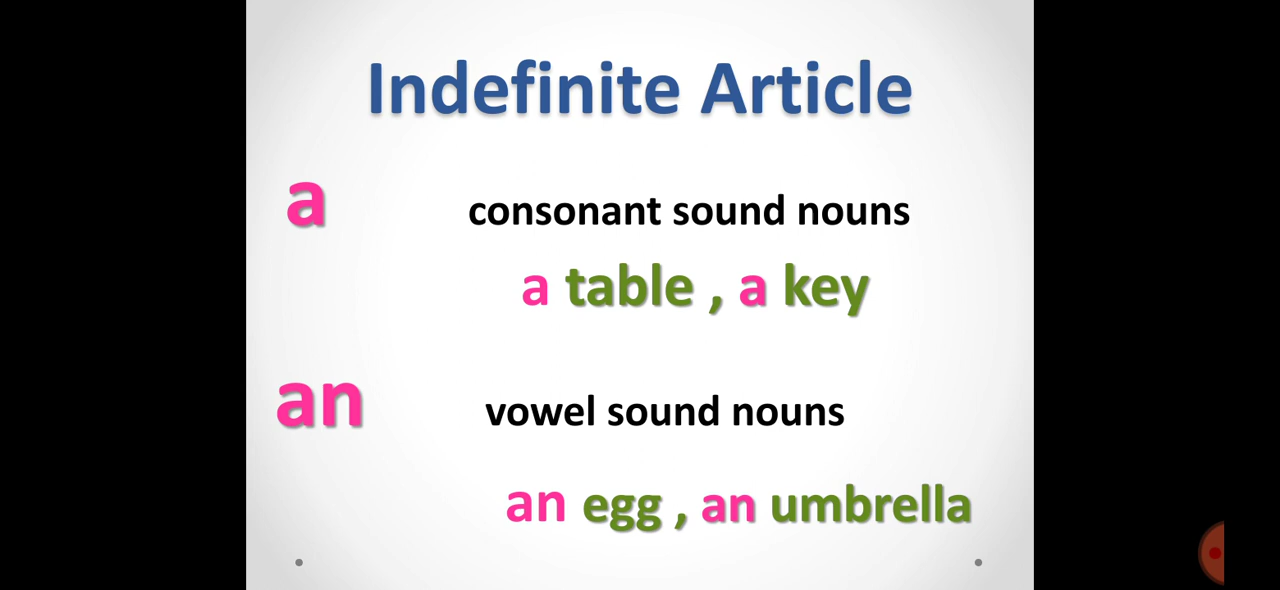 Indefinite Article
a consonant sound nouns
a table , a key
an vowel sound nouns
an egg , an umbrella